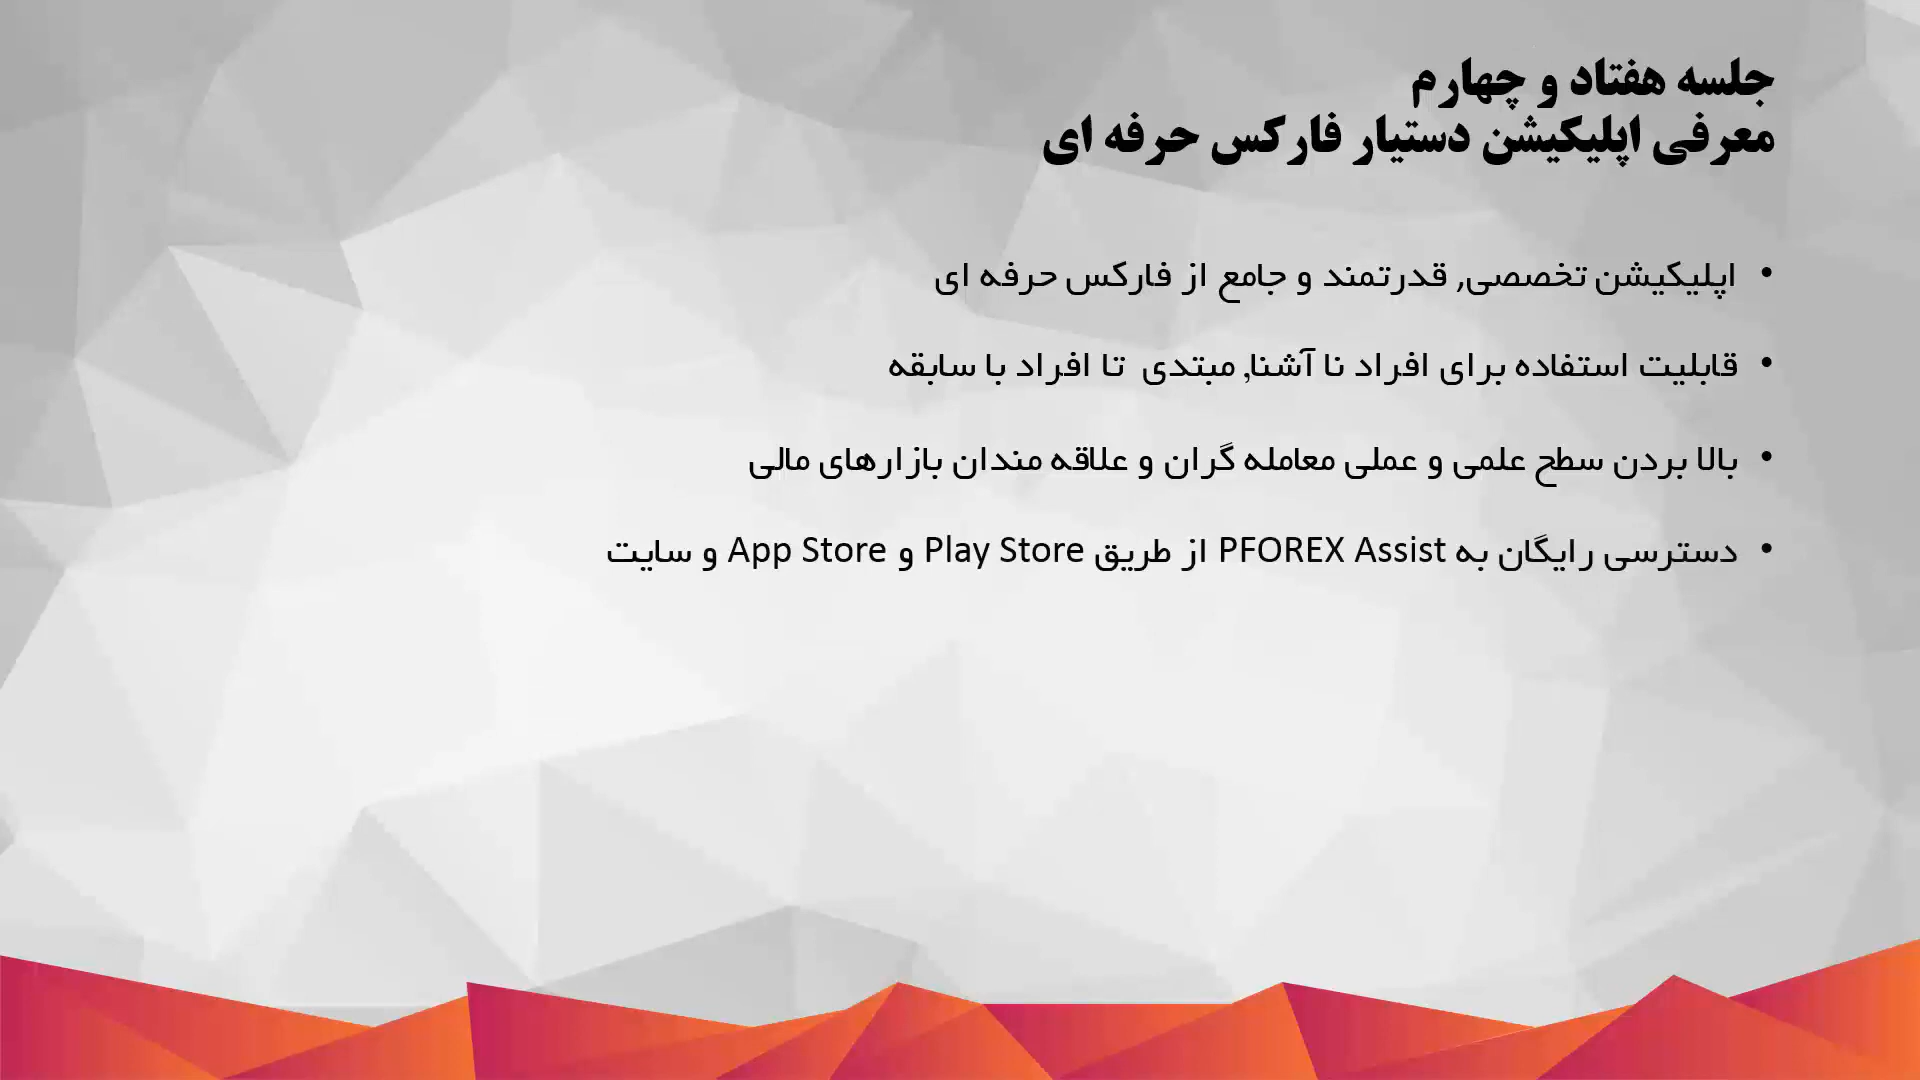 جلسه هفتاد و چهارم
معرفی اپلیکیشن دستیار فارکس حرفه ای
• اپلیکیشن تخصصی, قدرتمند و جامع از فارکس حرفه ای
• قابلیت استفاده برای افراد نا آشنا, مبتدی تا افراد با سابقه
• بالا بردن سطح علمی و عملی معامله گران و علاقه مندان بازارهای مالی
• دسترسی رایگان به PFOREX Assist از طریق Play Store و App Store و سایت